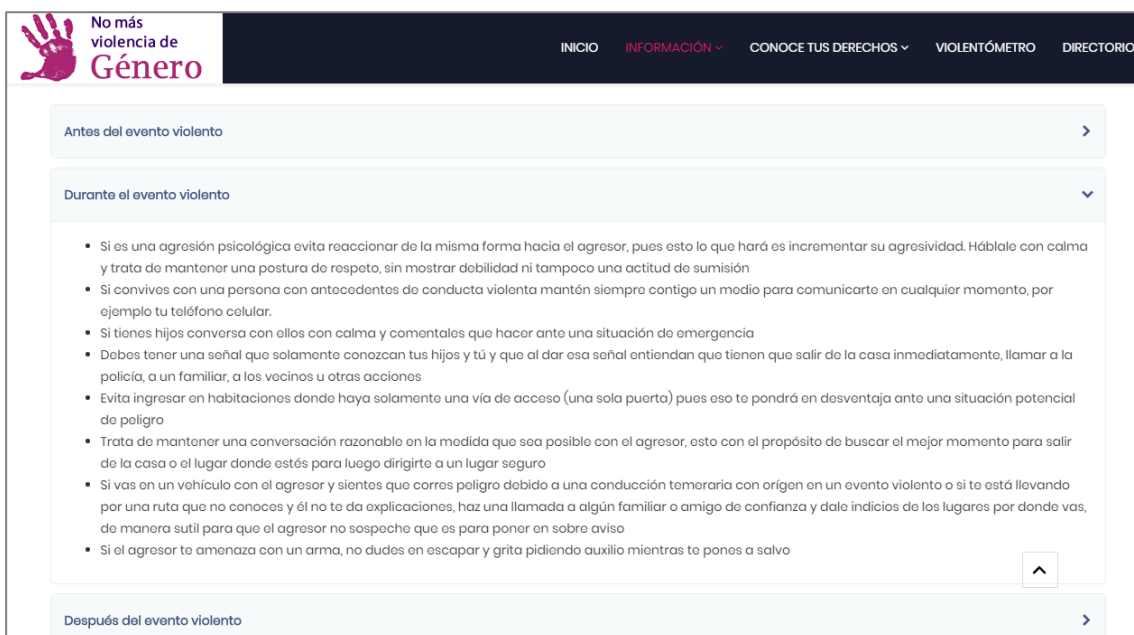 No más
violencia de
Género
INICIO INFORMACIÓN CONOCE TUS DERECHOS VIOLENTÓMETRO DIRECTORIO
Antes del evento violento
Durante el evento violento
• Si es una agresión psicológica evita reaccionar de la misma forma hacia el agresor, pues esto lo que hará es incrementar su agresividad. Háblale con calma
y trata de mantener una postura de respeto, sin mostrar debilidad ni tampoco una actitud de sumisión
• Si convives con una persona con antecedentes de conducta violenta mantén siempre contigo un medio para comunicarte en cualquier momento, por
ejemplo tu teléfono celular.
• Si tienes hijos conversa con ellos con calma y comentales que hacer ante una situación de emergencia
• Debes tener una señal que solamente conozcan tus hijos y tú y que al dar esa señal entiendan que tienen que salir de la casa inmediatamente, llamar a la
policía, a un familiar, a los vecinos u otras acciones
• Evita ingresar en habitaciones donde haya solamente una vía de acceso (una sola puerta) pues eso te pondrá en desventaja ante una situación potencial
de peligro
• Trata de mantener una conversación razonable en la medida que sea posible con el agresor, esto con el propósito de buscar el mejor momento para salir
de la casa o el lugar donde estés para luego dirigirte a un lugar seguro
• Si vas en un vehículo con el agresor y sientes que corres peligro debido a una conducción temeraria con orígen en un evento violento o si te está llevando
por una ruta que no conoces y él no te da explicaciones, haz una llamada a algún familiar o amigo de confianza y dale indicios de los lugares por donde vas,
de manera sutil para que el agresor no sospeche que es para poner en sobre aviso
• Si el agresor te amenaza con un arma, no dudes en escapar y grita pidiendo auxilio mientras te pones a salvo
Después del evento violento